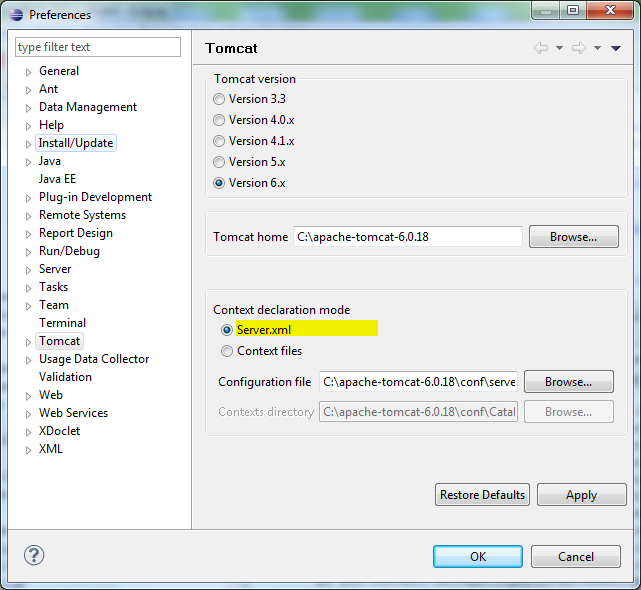 Preferences
type filter text
General
Ant
Data Management
Help
Install/Update
Java
Java EE
Plug-in Development
Remote Systems
Report Design
Run/Debug
Server
Tasks
Team
Terminal
Tomcat
Usage Data Collector
Validation
Web
Web Services
XDoclet
XML
Tomcat
Tomcat version
Version 3.3
Version 4.0.x
Version 4.1.x
Version 5.x
Version 6.x
Tomcat home C:\apache-tomcat-6.0.18 Browse...
Context declaration mode
Server.xml
Context files
Configuration file C:\apache-tomcat-6.0.18\conf\serve Browse...
Contexts directory C:\apache-tomcat-6.0.18\conf\Catal Browse...
Restore Defaults Apply
? OK Cancel